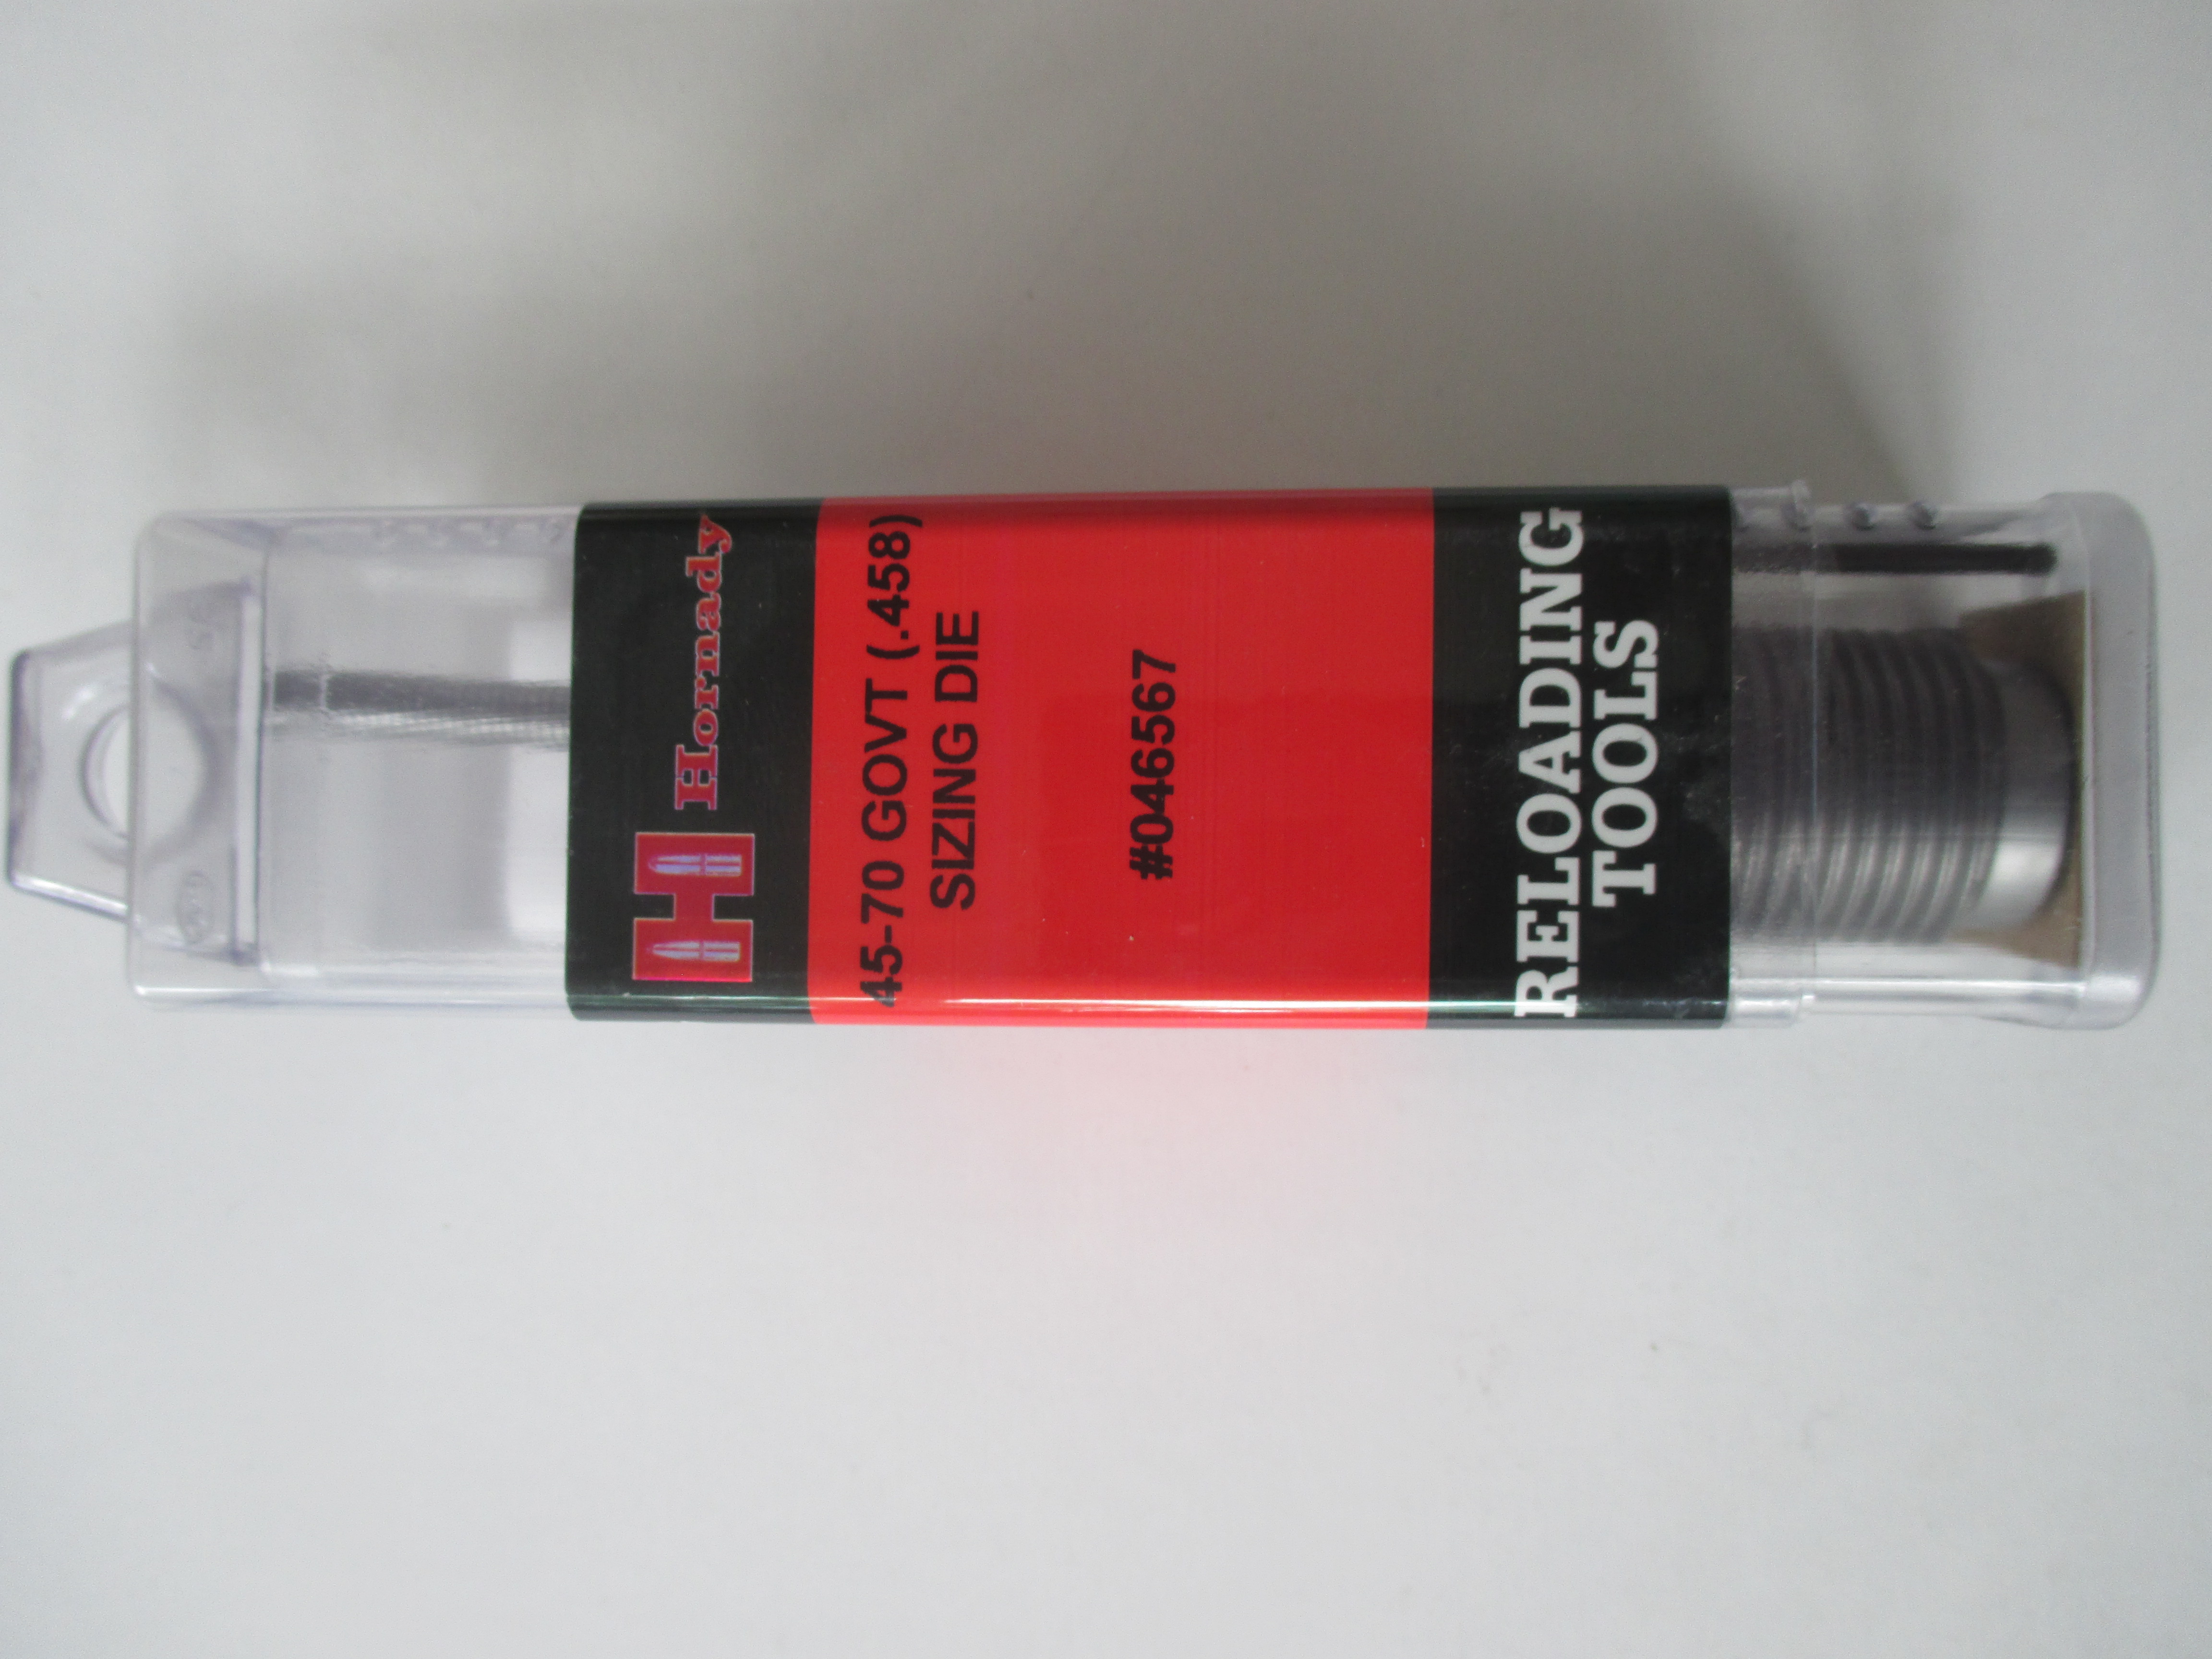 Hornady
45-70 GOVT (.458)
SIZING DIE
#046567
RELOADING
TOOLS